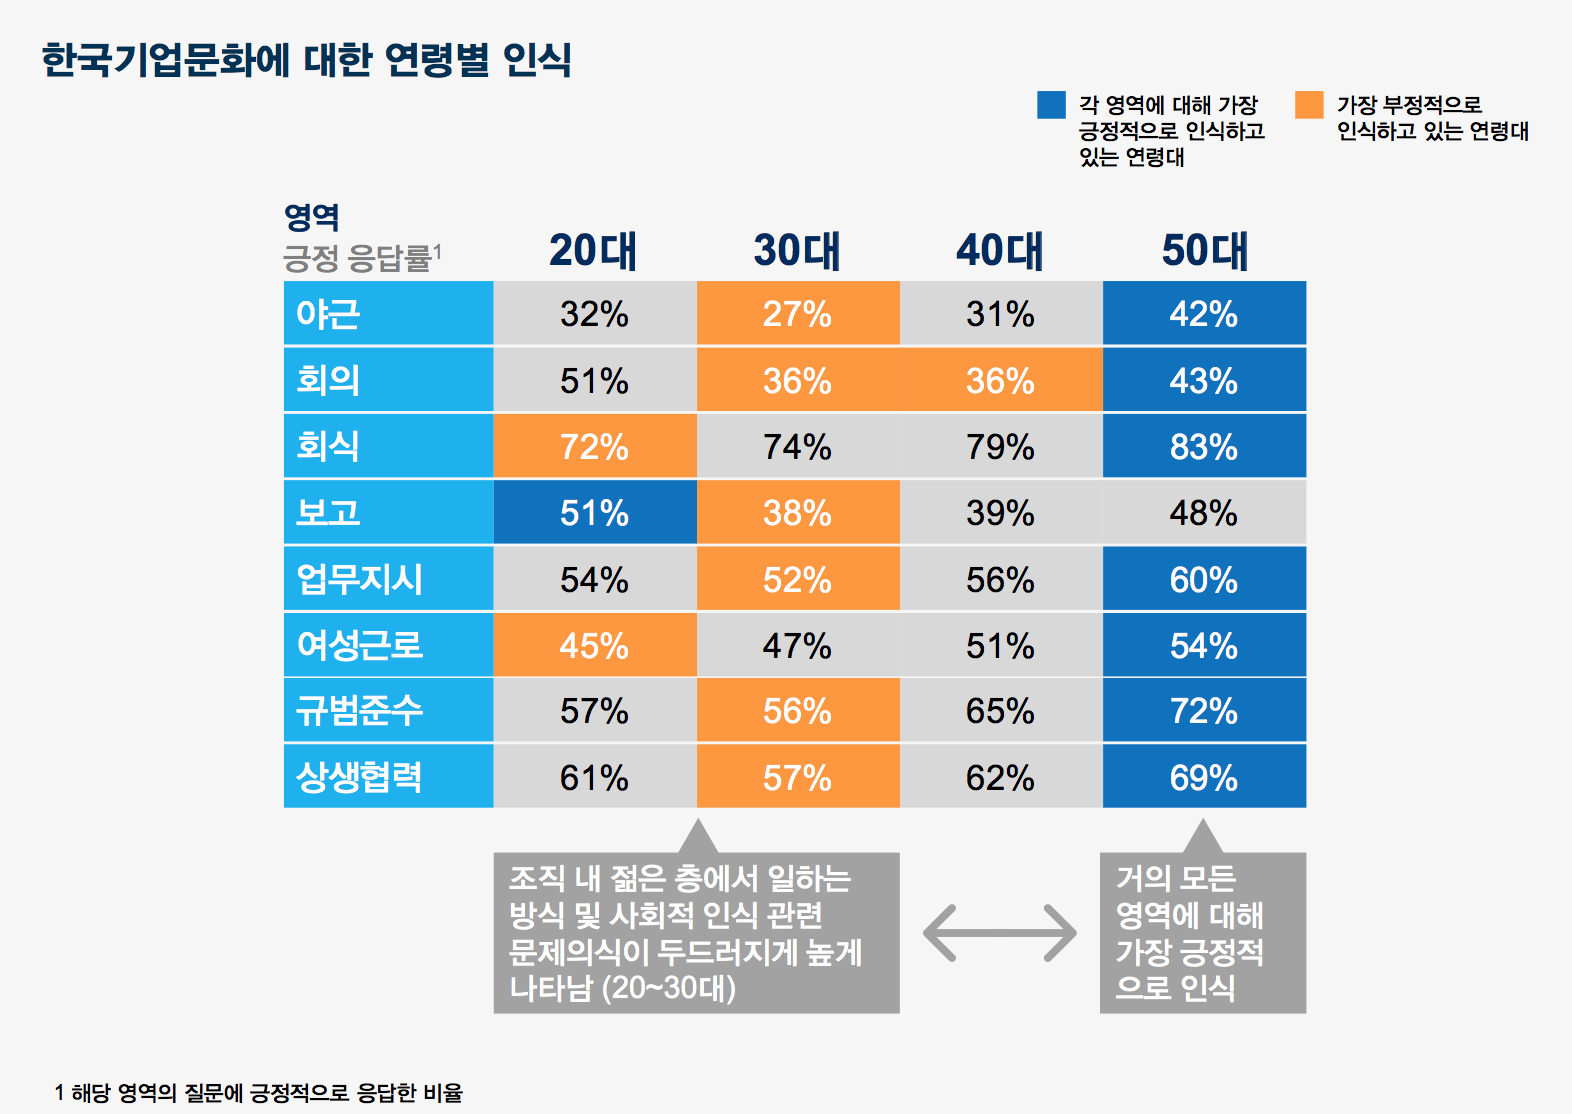 한국기업문화에 대한 연령별 인식
각 영역에 대해 가장
긍정적으로 인식하고
있는 연령대
가장 부정적으로
인식하고 있는 연령대
영역
긍정 응답률1 20대 30대 40대 50대
야근 32% 27% 31% 42%
회의 51% 36% 36% 43%
회식 72% 74% 79% 83%
보고 51% 38% 39% 48%
업무지시 54% 52% 56% 60%
여성근로 45% 47% 51% 54%
규범준수 57% 56% 65% 72%
상생협력 61% 57% 62% 69%
조직 내 젊은 층에서 일하는
방식 및 사회적 인식 관련
문제의식이 두드러지게 높게
나타남 (20~30대)
거의 모든
영역에 대해
가장 긍정적
으로 인식
1 해당 영역의 질문에 긍정적으로 응답한 비율